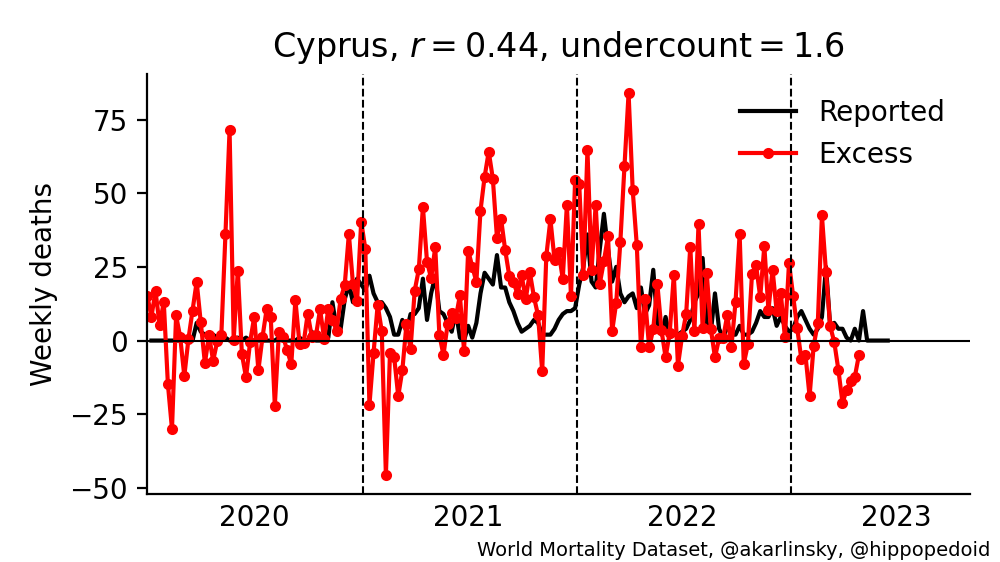 Cyprus, r = 0.44, undercount = 1.6
Reported
Excess
Weekly deaths
75
50
25
0
−25
−50
2020 2021 2022 2023
World Mortality Dataset, @akarlinsky, @hippopedoid